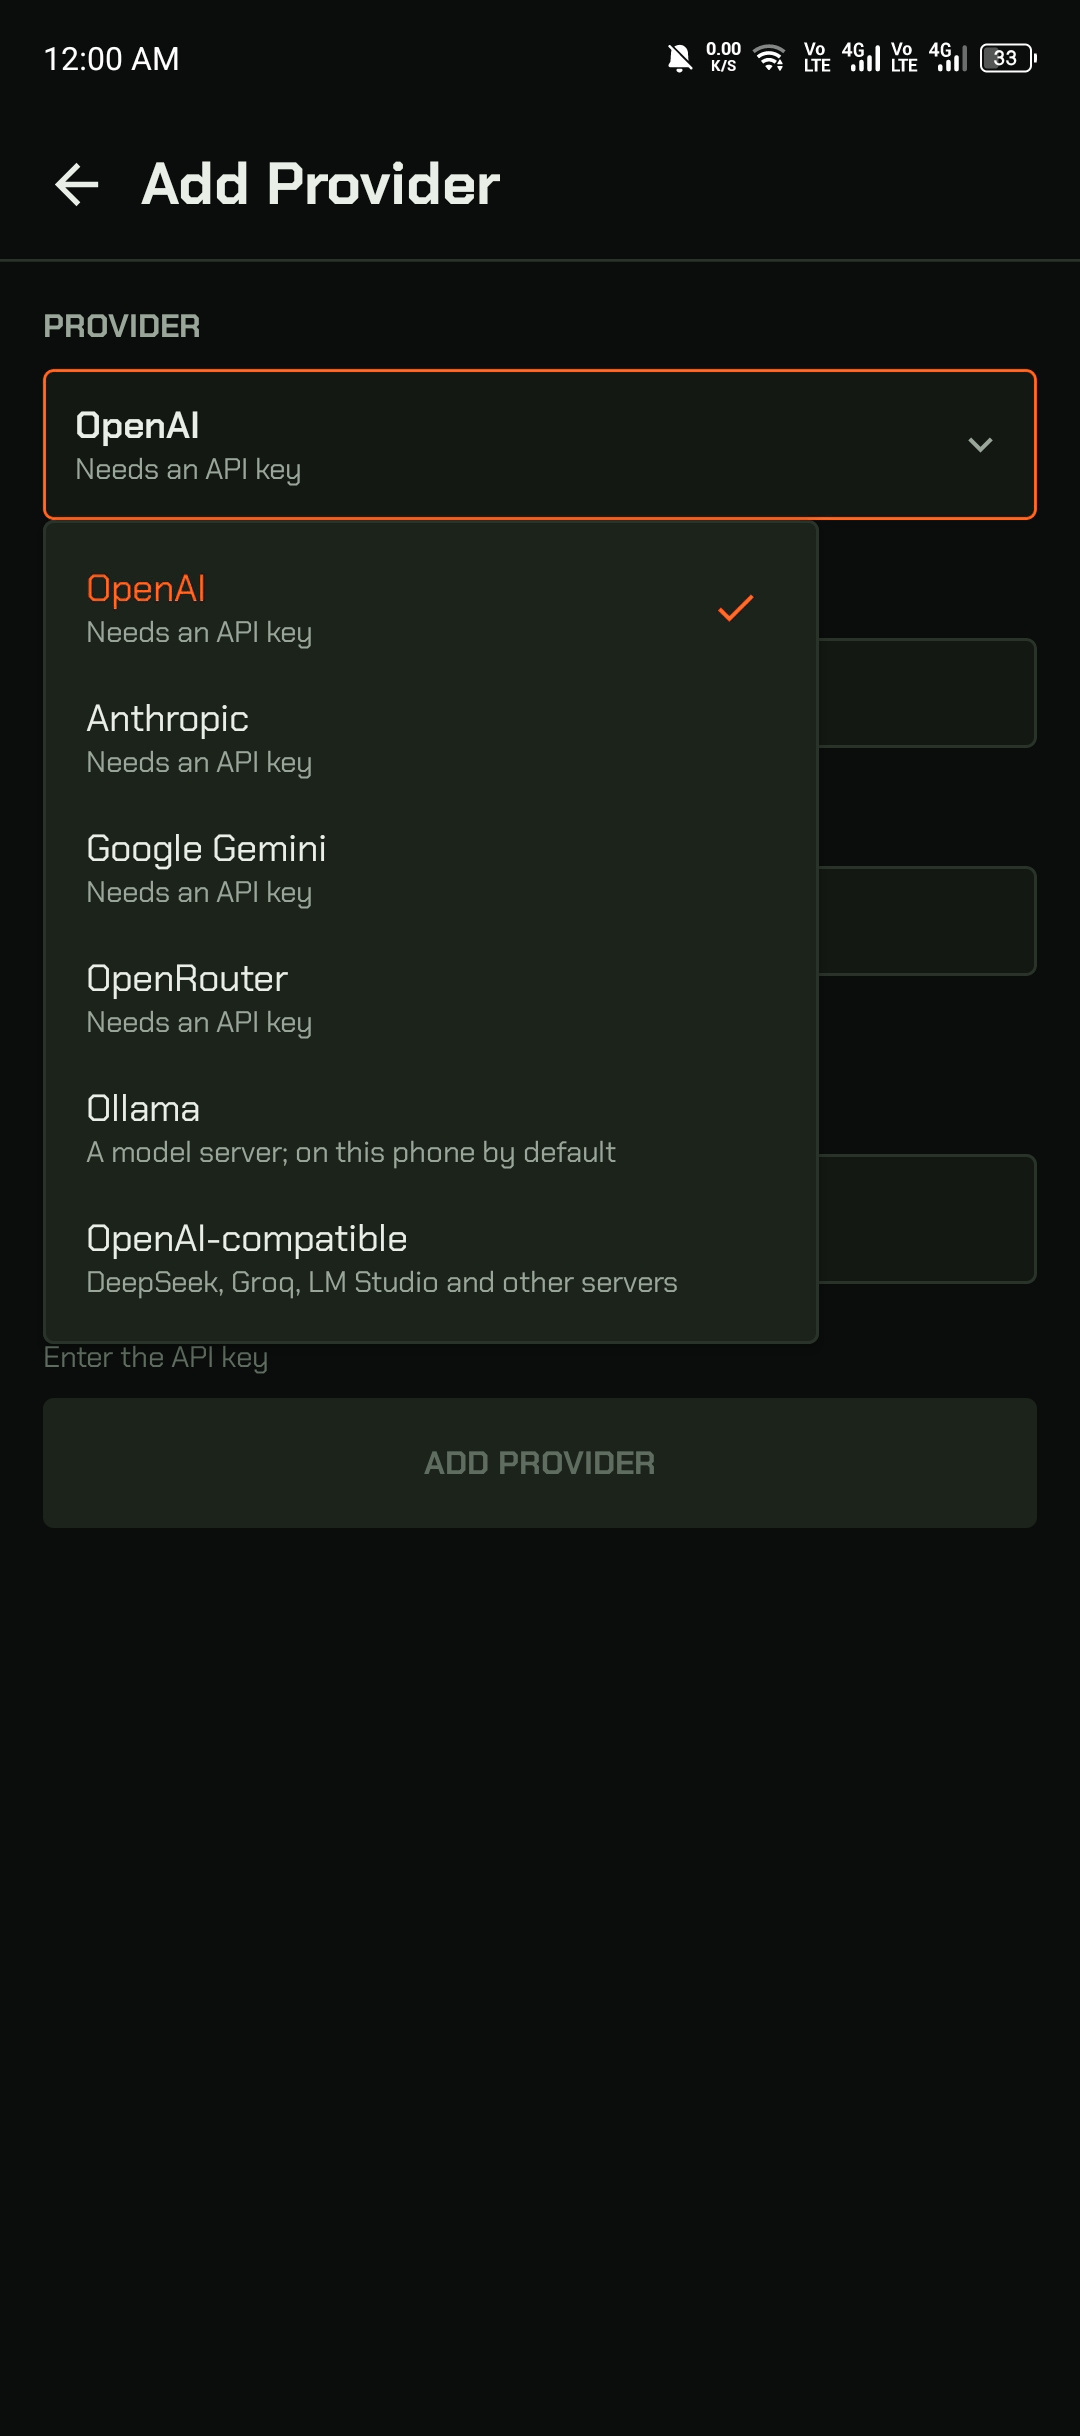 12:00 AM
0.00 K/S
Vo LTE
4G
Vo LTE
4G
33
Add Provider
PROVIDER
OpenAI
Needs an API key
OpenAI
Needs an API key
Anthropic
Needs an API key
Google Gemini
Needs an API key
OpenRouter
Needs an API key
Ollama
A model server; on this phone by default
OpenAI-compatible
DeepSeek, Groq, LM Studio and other servers
Enter the API key
ADD PROVIDER